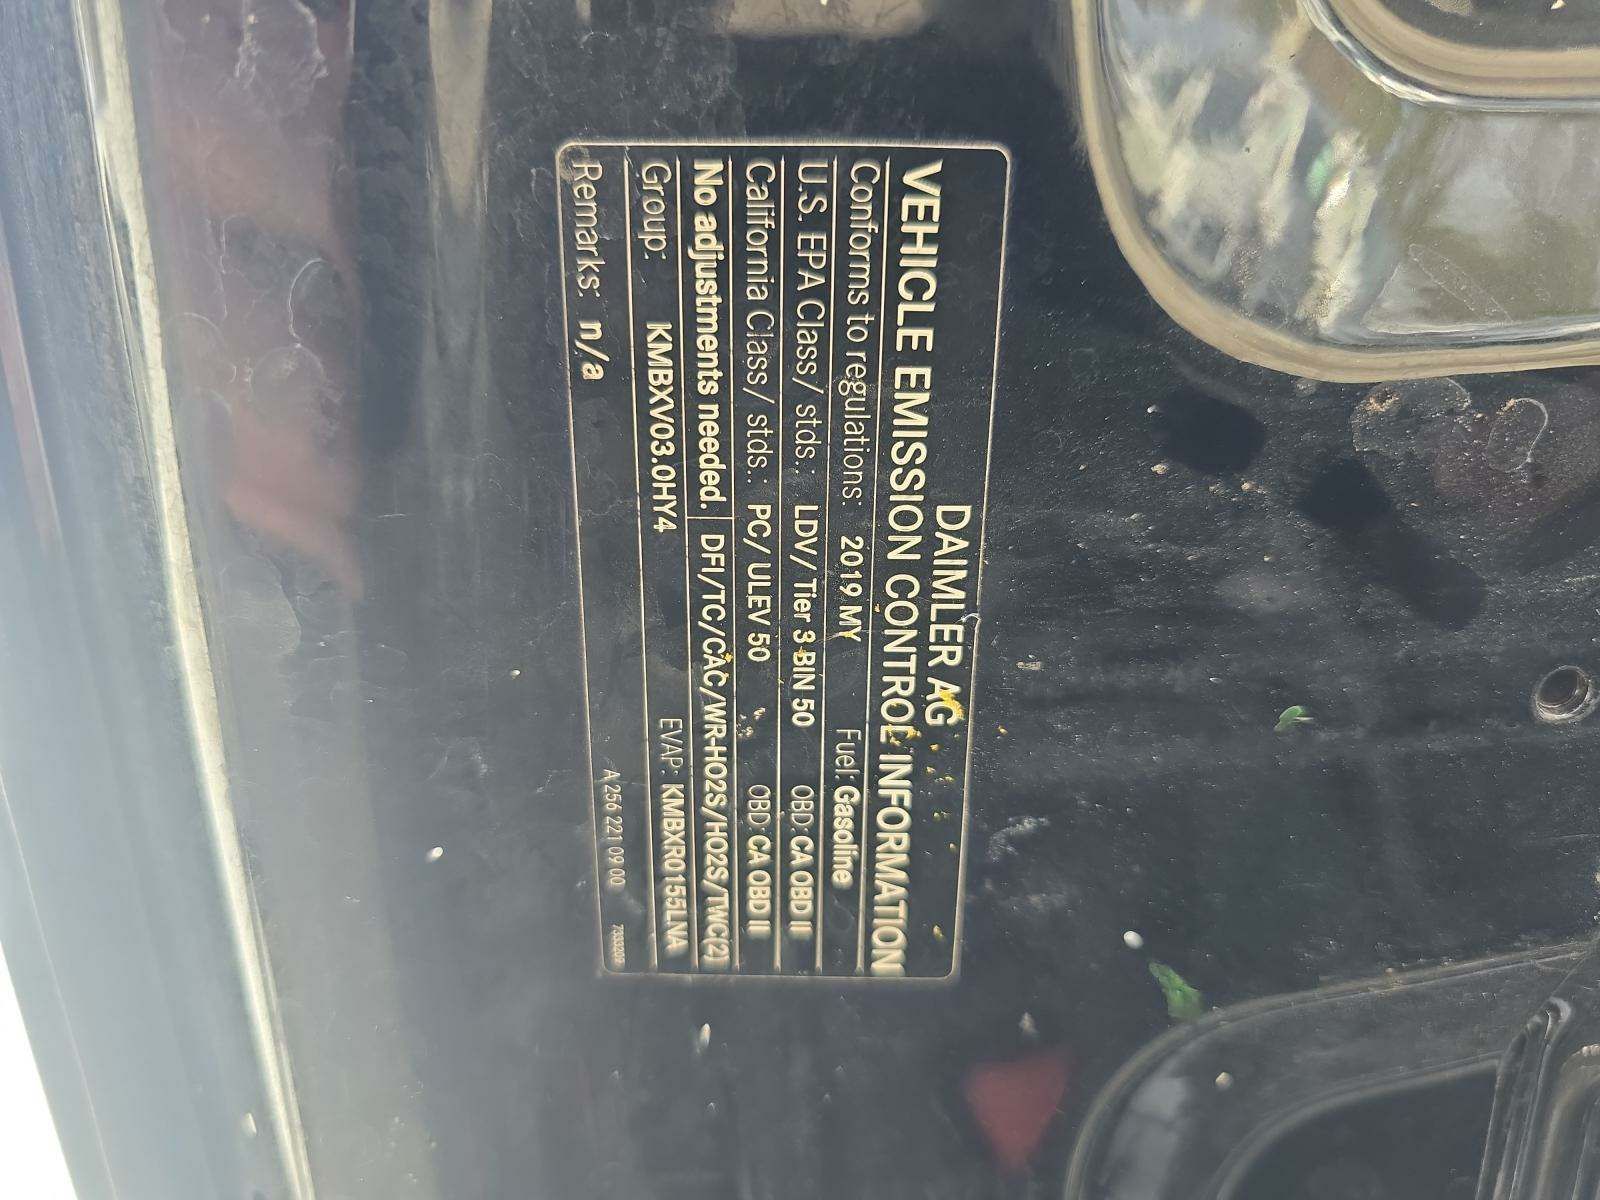 DAIMLER AG
VEHICLE EMISSION CONTROL INFORMATION
Conforms to regulations: 2019 MY Fuel: Gasoline
U.S. EPA Class/ stds.: LDV/ Tier 3 BIN 50 OBD: CA OBD II
California Class/ stds.: PC/ ULEV 50 OBD: CA OBD II
No adjustments needed. DFI/TC/CAC/WR-HO2S/HO2S/TWC(2)
Group: KMBXV03.0HY4 EVAP: KMBXR0155LNA
Remarks: n/a
A 256 221 09 00